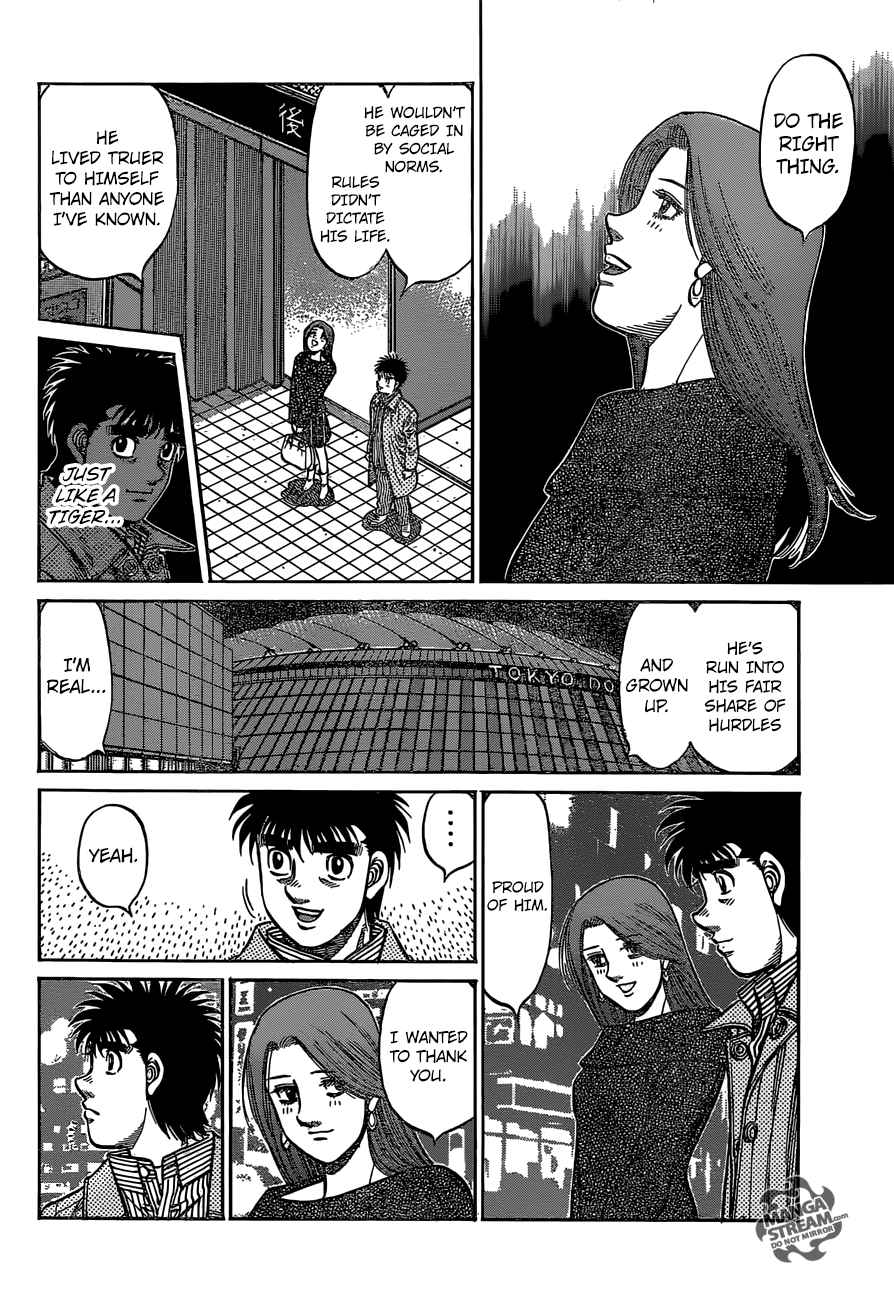 DO THE
RIGHT
THING.
HE WOULDN'T
BE CAGED IN
BY SOCIAL
NORMS.
RULES
DIDN'T
DICTATE
HIS LIFE.
後
HE
LIVED TRUER
TO HIMSELF
THAN ANYONE
I'VE KNOWN.
JUST
LIKE A
TIGER...
HE'S
RUN INTO
HIS FAIR
SHARE OF
HURDLES
AND
GROWN
UP.
TOKYO DO
I'M
REAL...
PROUD
OF HIM.
...
YEAH.
I WANTED
TO THANK
YOU.
MANGA
STREAM.com
DO NOT MIRROR